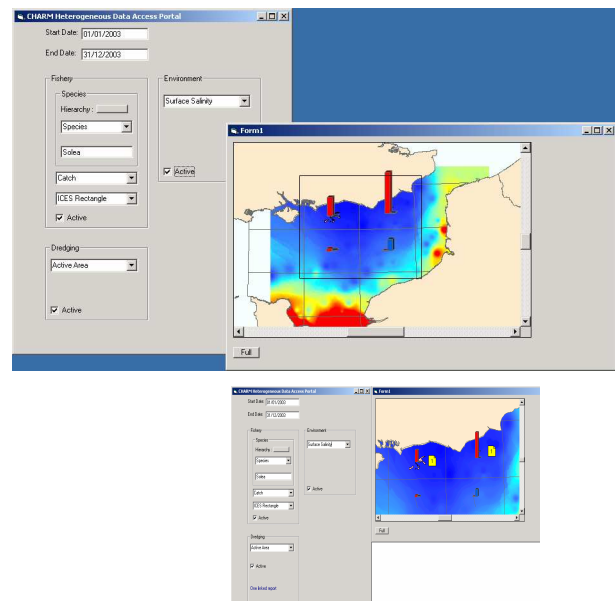 CHARM Heterogeneous Data Access Portal
Start Date: 01/01/2003
End Date: 31/12/2003
Fishery
Species
Hierarchy :
Species
Solea
Catch
ICES Rectangle
Active
Environment
Surface Salinity
Active
Dredging
Active Area
Active
Form1
Full
CHARM Heterogeneous Data Access Portal
Start Date: 01/01/2003
End Date: 31/12/2003
Fishery
Species
Hierarchy :
Species
Solea
Catch
ICES Rectangle
Active
Environment
Surface Salinity
Active
Dredging
Active Area
Active
One linked report
Form1
Full